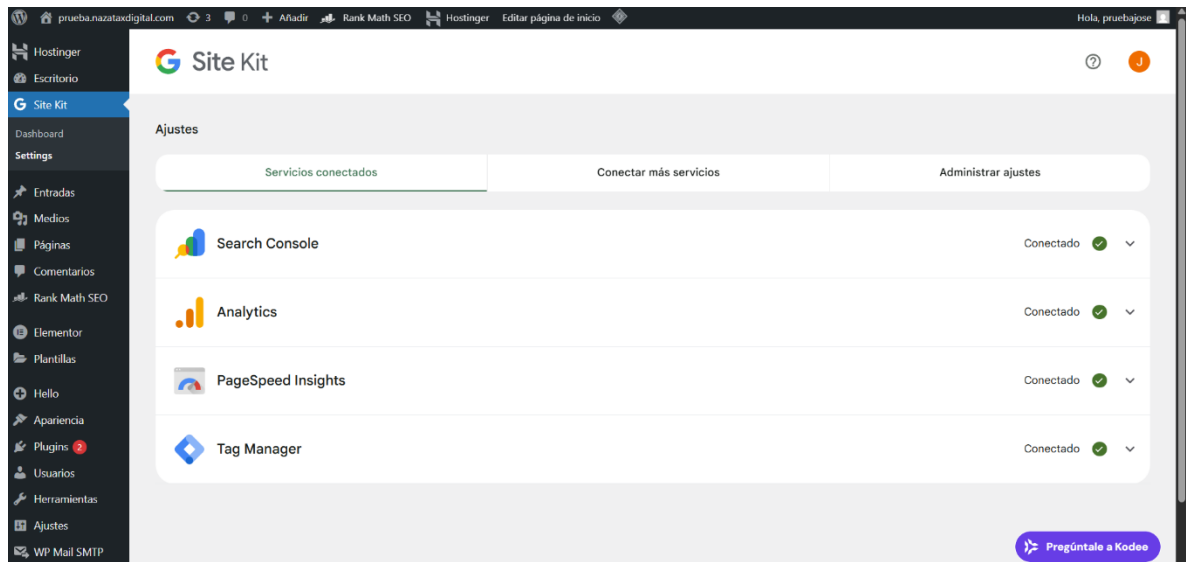 prueba.nazataxdigital.com 3 0 Añadir Rank Math SEO Hostinger Editar página de inicio Hola, pruebajose
Hostinger
Escritorio
Site Kit
Dashboard
Settings
Entradas
Medios
Páginas
Comentarios
Rank Math SEO
Elementor
Plantillas
Hello
Apariencia
Plugins 2
Usuarios
Herramientas
Ajustes
WP Mail SMTP
Site Kit
J
Ajustes
Servicios conectados Conectar más servicios Administrar ajustes
Search Console Conectado
Analytics Conectado
PageSpeed Insights Conectado
Tag Manager Conectado
Pregúntale a Kodee